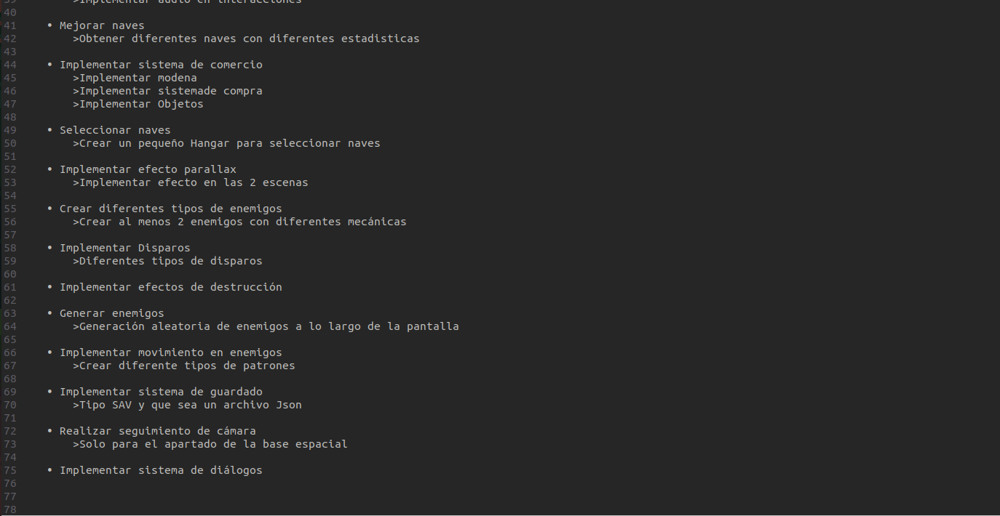 39 >Implementar audio en interacciones
40
41 • Mejorar naves
42 >Obtener diferentes naves con diferentes estadisticas
43
44 • Implementar sistema de comercio
45 >Implementar modena
46 >Implementar sistemade compra
47 >Implementar Objetos
48
49 • Seleccionar naves
50 >Crear un pequeño Hangar para seleccionar naves
51
52 • Implementar efecto parallax
53 >Implementar efecto en las 2 escenas
54
55 • Crear diferentes tipos de enemigos
56 >Crear al menos 2 enemigos con diferentes mecánicas
57
58 • Implementar Disparos
59 >Diferentes tipos de disparos
60
61 • Implementar efectos de destrucción
62
63 • Generar enemigos
64 >Generación aleatoria de enemigos a lo largo de la pantalla
65
66 • Implementar movimiento en enemigos
67 >Crear diferente tipos de patrones
68
69 • Implementar sistema de guardado
70 >Tipo SAV y que sea un archivo Json
71
72 • Realizar seguimiento de cámara
73 >Solo para el apartado de la base espacial
74
75 • Implementar sistema de diálogos
76
77
78